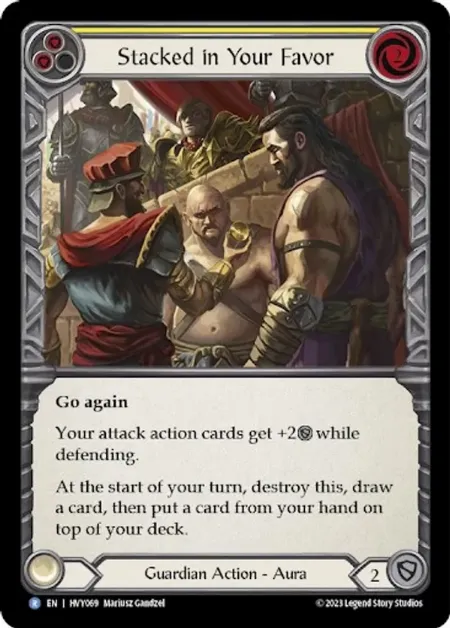 Stacked in Your Favor
2
Go again
Your attack action cards get +2 while
defending.
At the start of your turn, destroy this, draw
a card, then put a card from your hand on
top of your deck.
Guardian Action - Aura
2
R EN | HVY069 Mariusz Gandzel
©2023 Legend Story Studios